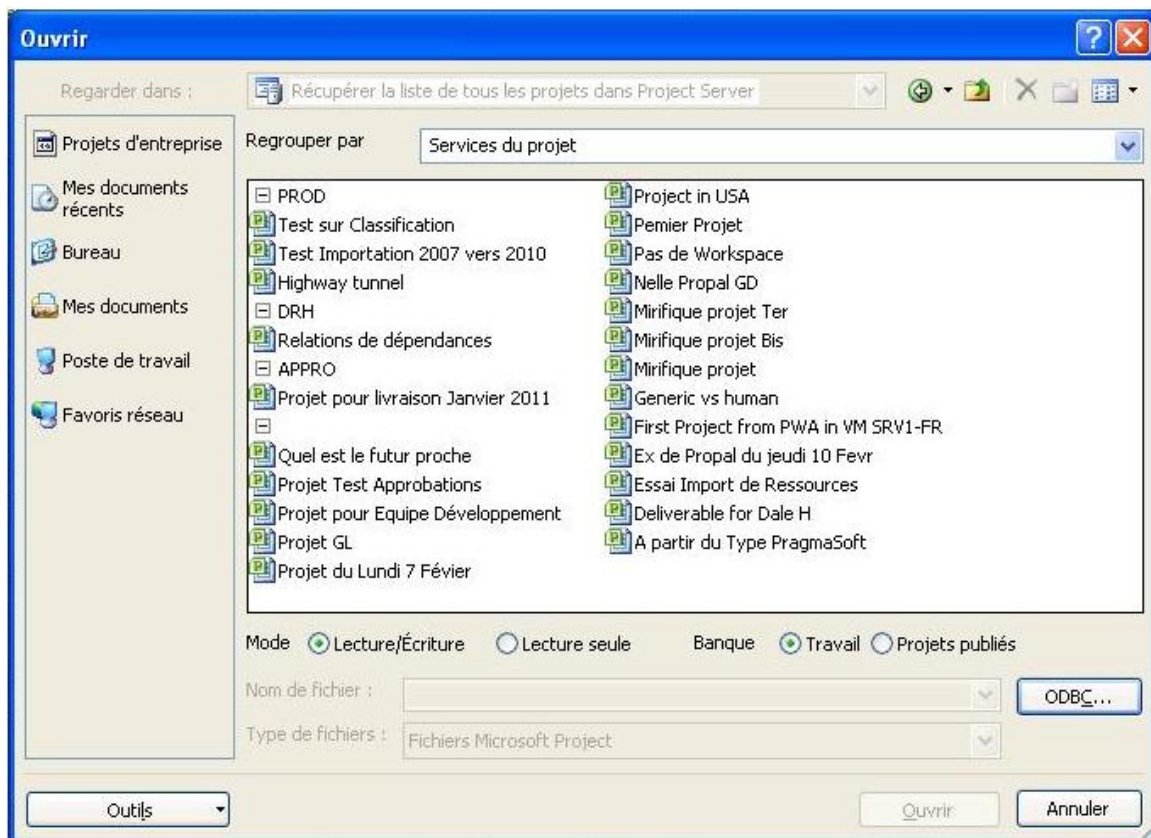 Ouvrir
Regarder dans :
Récupérer la liste de tous les projets dans Project Server
Projets d'entreprise
Mes documents récents
Bureau
Mes documents
Poste de travail
Favoris réseau
Regrouper par
Services du projet
PROD
Test sur Classification
Test Importation 2007 vers 2010
Highway tunnel
DRH
Relations de dépendances
APPRO
Projet pour livraison Janvier 2011
Quel est le futur proche
Projet Test Approbations
Projet pour Equipe Développement
Projet GL
Projet du Lundi 7 Févier
Project in USA
Pemier Projet
Pas de Workspace
Nelle Propal GD
Mirifique projet Ter
Mirifique projet Bis
Mirifique projet
Generic vs human
First Project from PWA in VM SRV1-FR
Ex de Propal du jeudi 10 Fevr
Essai Import de Ressources
Deliverable for Dale H
A partir du Type PragmaSoft
Mode Lecture/Écriture Lecture seule Banque Travail Projets publiés
Nom de fichier :
ODBC...
Type de fichiers : Fichiers Microsoft Project
Outils
Ouvrir
Annuler